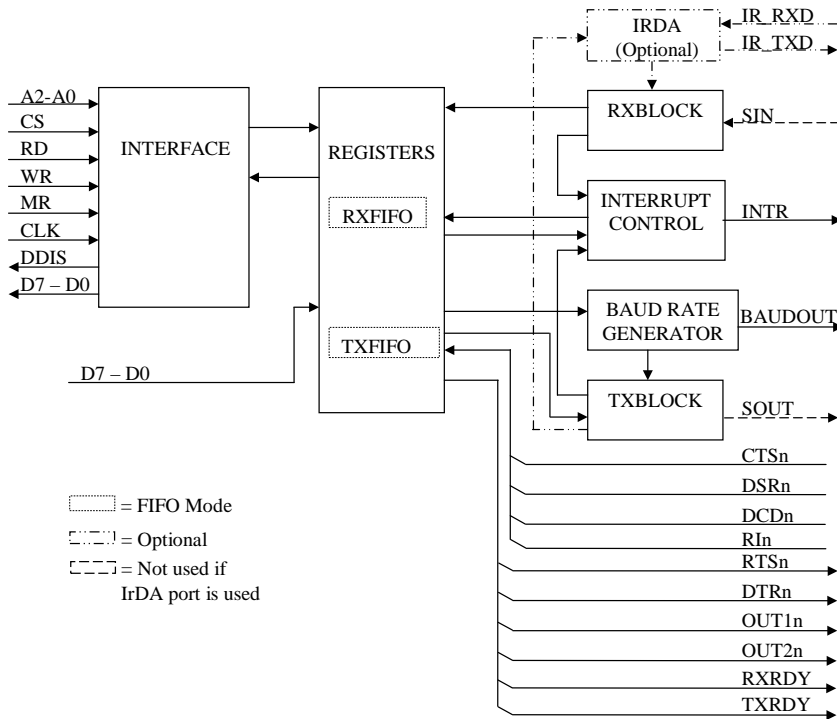 A2-A0
CS
RD
WR
MR
CLK
DDIS
D7 – D0
INTERFACE
D7 – D0
REGISTERS
RXFIFO
TXFIFO
IRDA
(Optional)
IR_RXD
IR_TXD
RXBLOCK
SIN
INTERRUPT
CONTROL
INTR
BAUD RATE
GENERATOR
BAUDOUT
TXBLOCK
SOUT
CTSn
DSRn
DCDn
RIn
RTSn
DTRn
OUT1n
OUT2n
RXRDY
TXRDY
= FIFO Mode
= Optional
= Not used if
IrDA port is used